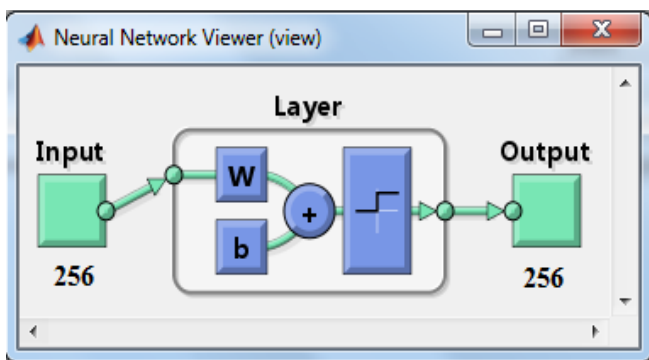 Neural Network Viewer (view)
Layer
Input
Output
W
+
b
256
256